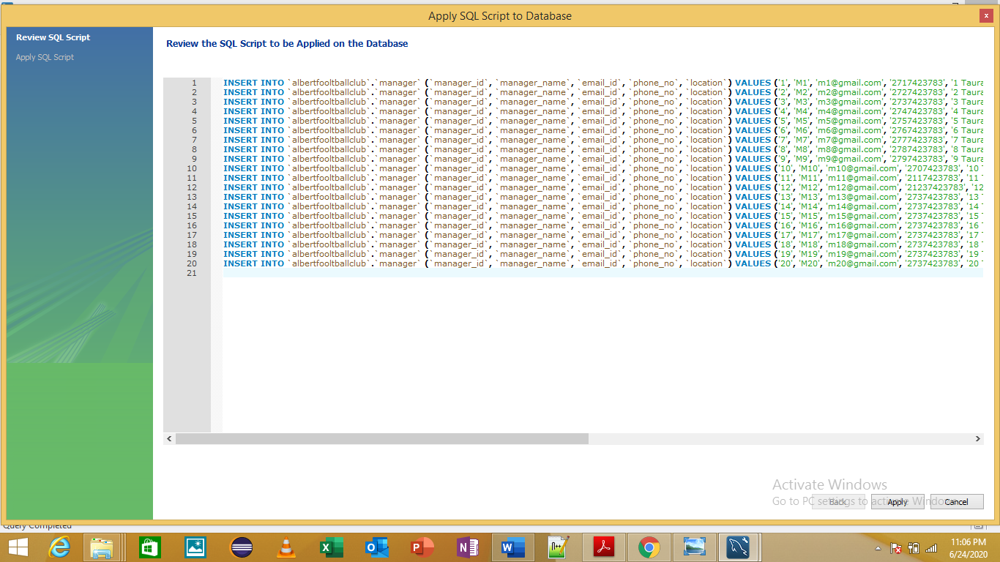 Apply SQL Script to Database
x
Review SQL Script
Apply SQL Script
Review the SQL Script to be Applied on the Database
1 INSERT INTO `albertfooltballclub`.`manager` (`manager_id`, `manager_name`, `email_id`, `phone_no`, `location`) VALUES ('1', 'M1', 'm1@gmail.com', '2717423783', '1 Taura
2 INSERT INTO `albertfooltballclub`.`manager` (`manager_id`, `manager_name`, `email_id`, `phone_no`, `location`) VALUES ('2', 'M2', 'm2@gmail.com', '2727423783', '2 Taura
3 INSERT INTO `albertfooltballclub`.`manager` (`manager_id`, `manager_name`, `email_id`, `phone_no`, `location`) VALUES ('3', 'M3', 'm3@gmail.com', '2737423783', '3 Taura
4 INSERT INTO `albertfooltballclub`.`manager` (`manager_id`, `manager_name`, `email_id`, `phone_no`, `location`) VALUES ('4', 'M4', 'm4@gmail.com', '2747423783', '4 Taura
5 INSERT INTO `albertfooltballclub`.`manager` (`manager_id`, `manager_name`, `email_id`, `phone_no`, `location`) VALUES ('5', 'M5', 'm5@gmail.com', '2757423783', '5 Taura
6 INSERT INTO `albertfooltballclub`.`manager` (`manager_id`, `manager_name`, `email_id`, `phone_no`, `location`) VALUES ('6', 'M6', 'm6@gmail.com', '2767423783', '6 Taura
7 INSERT INTO `albertfooltballclub`.`manager` (`manager_id`, `manager_name`, `email_id`, `phone_no`, `location`) VALUES ('7', 'M7', 'm7@gmail.com', '2777423783', '7 Taura
8 INSERT INTO `albertfooltballclub`.`manager` (`manager_id`, `manager_name`, `email_id`, `phone_no`, `location`) VALUES ('8', 'M8', 'm8@gmail.com', '2787423783', '8 Taura
9 INSERT INTO `albertfooltballclub`.`manager` (`manager_id`, `manager_name`, `email_id`, `phone_no`, `location`) VALUES ('9', 'M9', 'm9@gmail.com', '2797423783', '9 Taura
10 INSERT INTO `albertfooltballclub`.`manager` (`manager_id`, `manager_name`, `email_id`, `phone_no`, `location`) VALUES ('10', 'M10', 'm10@gmail.com', '2707423783', '10 T
11 INSERT INTO `albertfooltballclub`.`manager` (`manager_id`, `manager_name`, `email_id`, `phone_no`, `location`) VALUES ('11', 'M11', 'm11@gmail.com', '2117423783', '11 T
12 INSERT INTO `albertfooltballclub`.`manager` (`manager_id`, `manager_name`, `email_id`, `phone_no`, `location`) VALUES ('12', 'M12', 'm12@gmail.com', '21237423783', '12
13 INSERT INTO `albertfooltballclub`.`manager` (`manager_id`, `manager_name`, `email_id`, `phone_no`, `location`) VALUES ('13', 'M13', 'm13@gmail.com', '2737423783', '13 T
14 INSERT INTO `albertfooltballclub`.`manager` (`manager_id`, `manager_name`, `email_id`, `phone_no`, `location`) VALUES ('14', 'M14', 'm14@gmail.com', '2737423783', '14 T
15 INSERT INTO `albertfooltballclub`.`manager` (`manager_id`, `manager_name`, `email_id`, `phone_no`, `location`) VALUES ('15', 'M15', 'm15@gmail.com', '2737423783', '15 T
16 INSERT INTO `albertfooltballclub`.`manager` (`manager_id`, `manager_name`, `email_id`, `phone_no`, `location`) VALUES ('16', 'M16', 'm16@gmail.com', '2737423783', '16 T
17 INSERT INTO `albertfooltballclub`.`manager` (`manager_id`, `manager_name`, `email_id`, `phone_no`, `location`) VALUES ('17', 'M17', 'm17@gmail.com', '2737423783', '17 T
18 INSERT INTO `albertfooltballclub`.`manager` (`manager_id`, `manager_name`, `email_id`, `phone_no`, `location`) VALUES ('18', 'M18', 'm18@gmail.com', '2737423783', '18 T
19 INSERT INTO `albertfooltballclub`.`manager` (`manager_id`, `manager_name`, `email_id`, `phone_no`, `location`) VALUES ('19', 'M19', 'm19@gmail.com', '2737423783', '19 T
20 INSERT INTO `albertfooltballclub`.`manager` (`manager_id`, `manager_name`, `email_id`, `phone_no`, `location`) VALUES ('20', 'M20', 'm20@gmail.com', '2737423783', '20 T
21
Activate Windows
Go to PC settings to activate Windows.
Back Apply Cancel
Query Completed
11:06 PM
6/24/2020